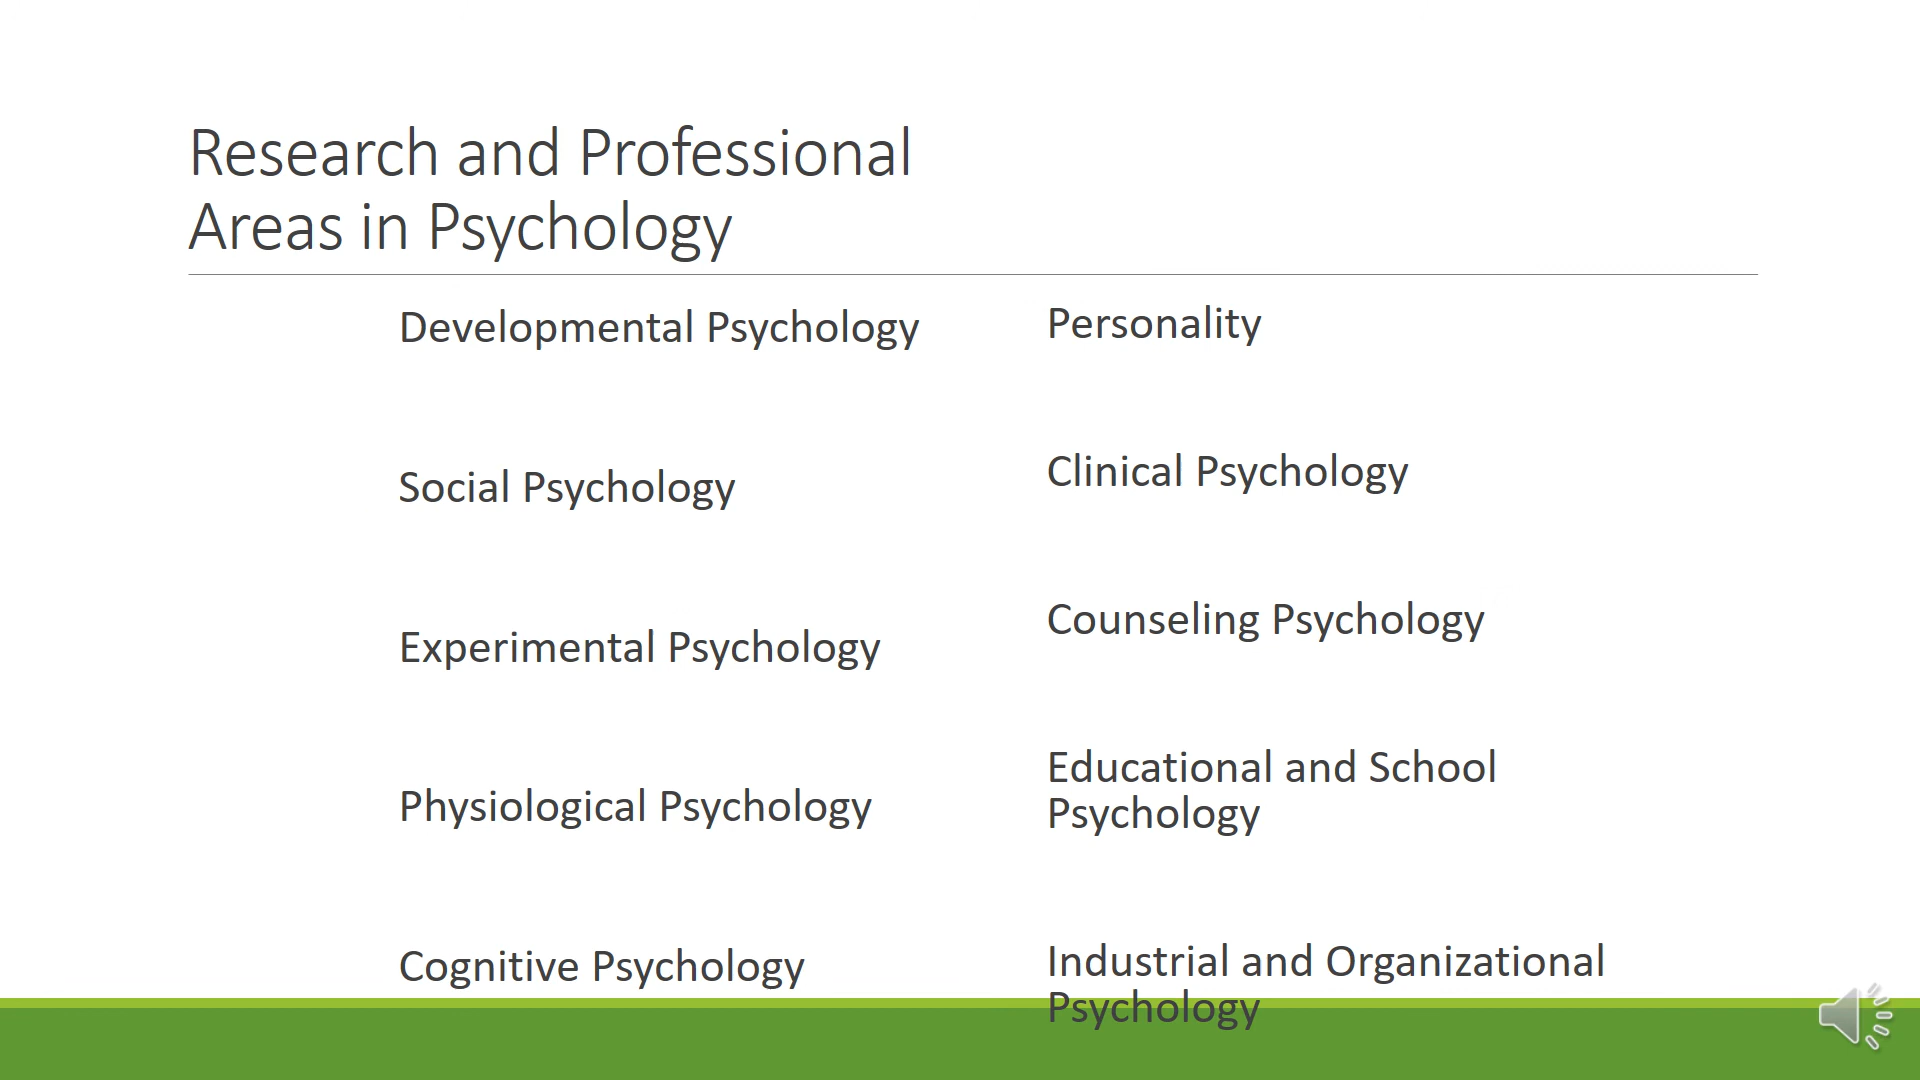 Research and Professional
Areas in Psychology
Developmental Psychology
Social Psychology
Experimental Psychology
Physiological Psychology
Cognitive Psychology
Personality
Clinical Psychology
Counseling Psychology
Educational and School
Psychology
Industrial and Organizational
Psychology